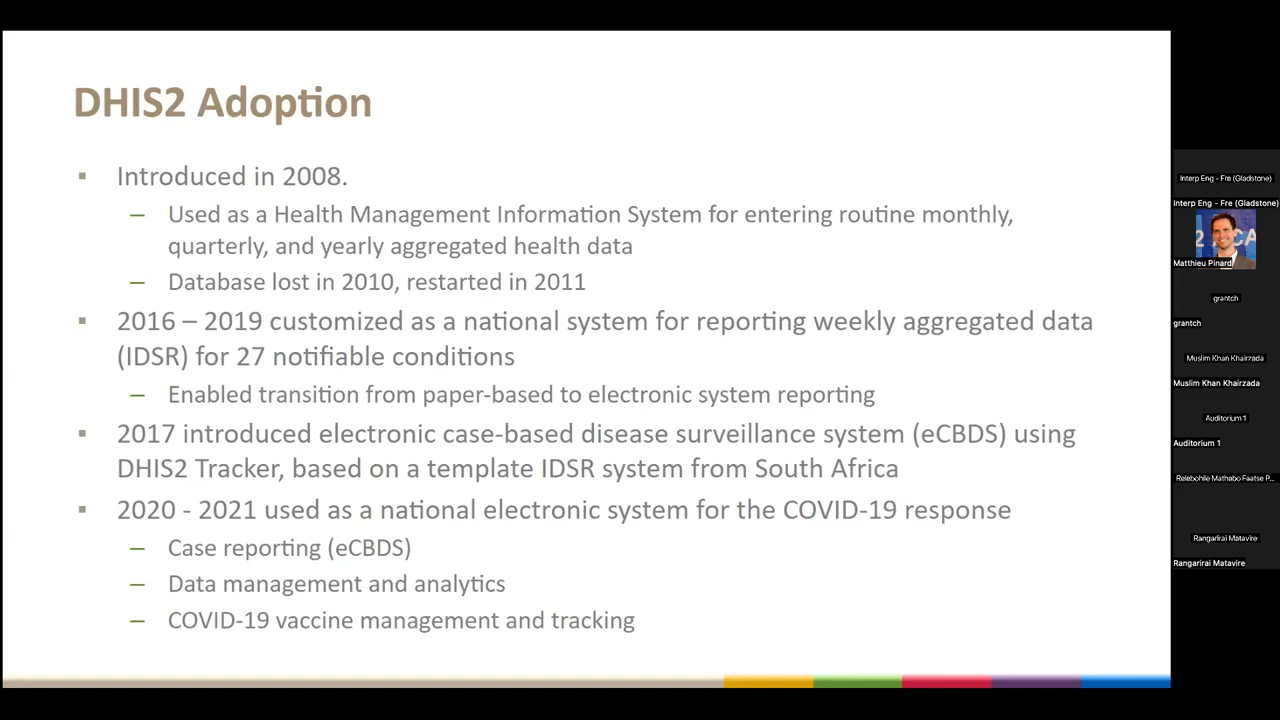 DHIS2 Adoption
▪ Introduced in 2008.
– Used as a Health Management Information System for entering routine monthly,
quarterly, and yearly aggregated health data
– Database lost in 2010, restarted in 2011
▪ 2016 – 2019 customized as a national system for reporting weekly aggregated data
(IDSR) for 27 notifiable conditions
– Enabled transition from paper-based to electronic system reporting
▪ 2017 introduced electronic case-based disease surveillance system (eCBDS) using
DHIS2 Tracker, based on a template IDSR system from South Africa
▪ 2020 - 2021 used as a national electronic system for the COVID-19 response
– Case reporting (eCBDS)
– Data management and analytics
– COVID-19 vaccine management and tracking
Interp Eng - Fre (Gladstone)
Interp Eng - Fre (Gladstone)
Matthieu Pinard
grantch
grantch
Muslim Khan Khairzada
Muslim Khan Khairzada
Auditorium 1
Auditorium 1
Relebohile Mathabo Faatse P...
Rangarirai Matavire
Rangarirai Matavire